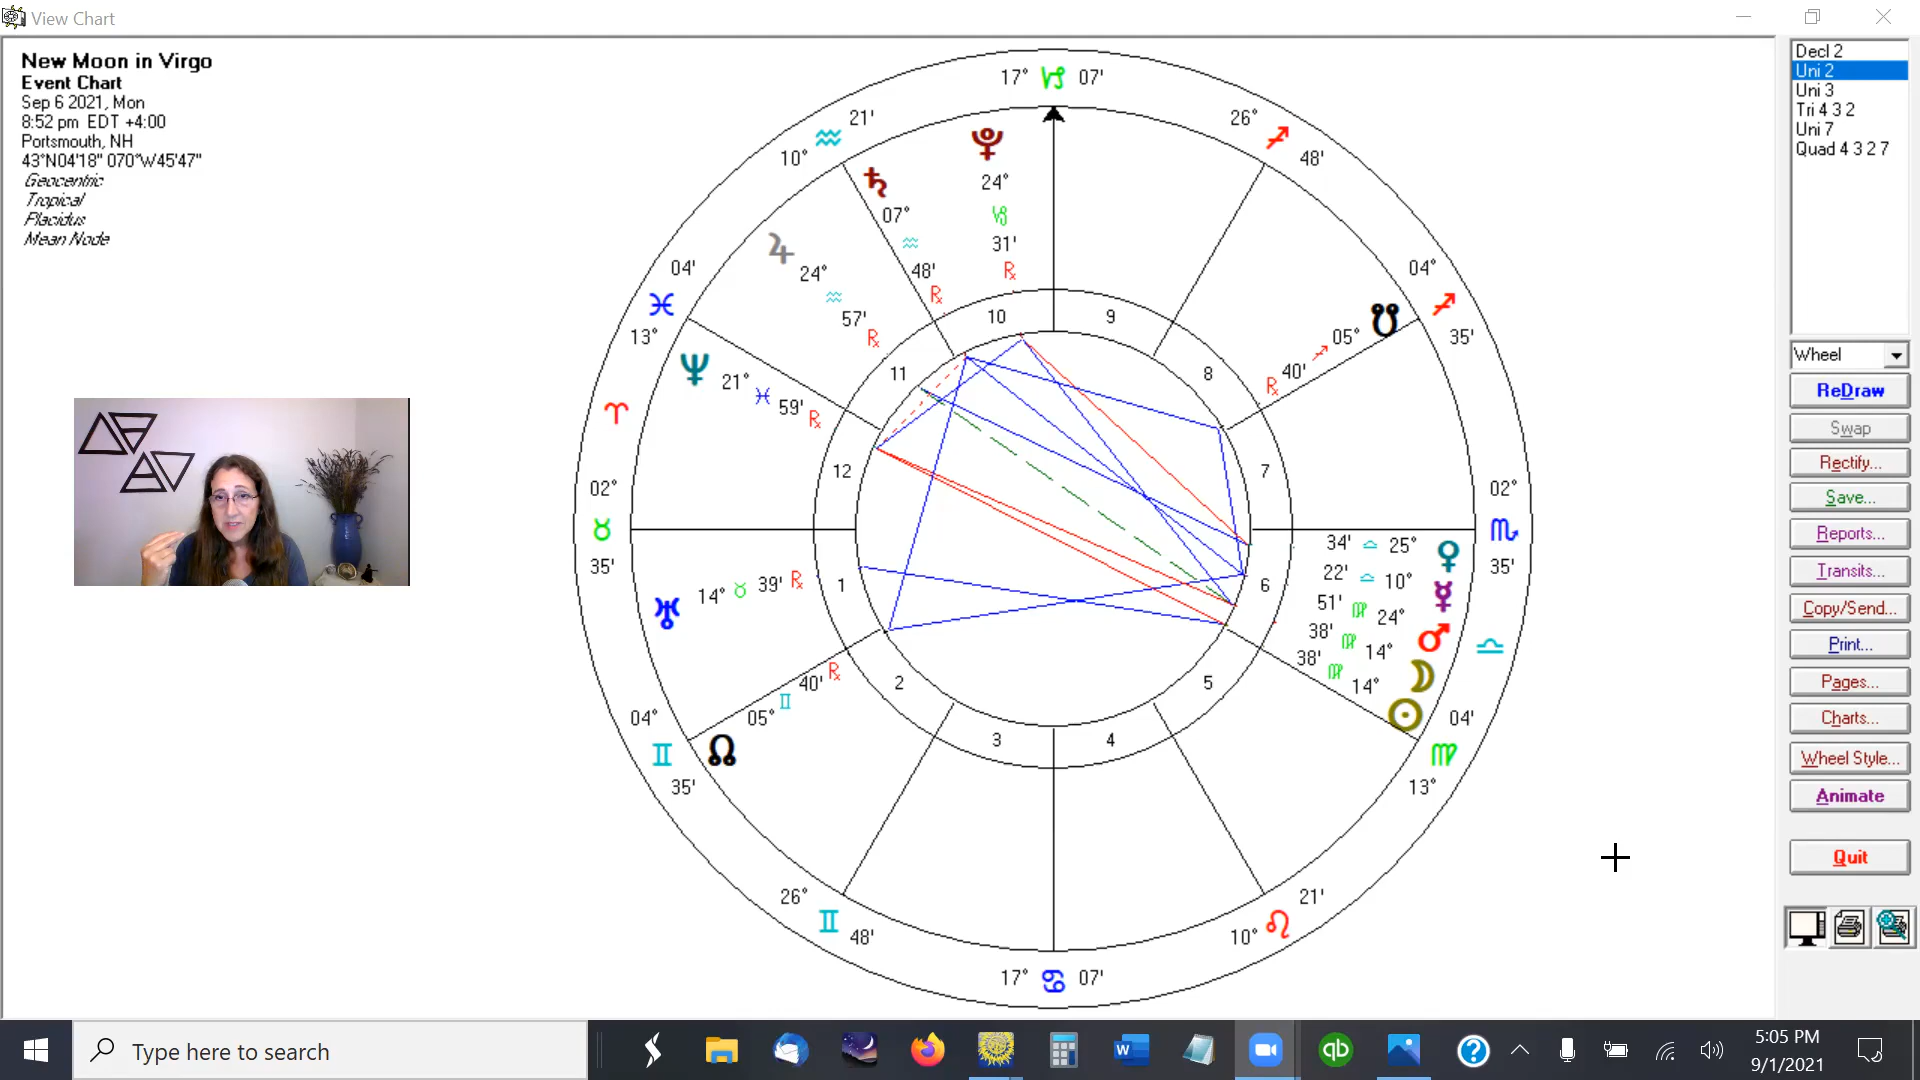 View Chart
New Moon in Virgo
Event Chart
Sep 6 2021, Mon
8:52 pm EDT +4:00
Portsmouth, NH
43°N04'18" 070°W45'47"
Geocentric
Tropical
Placidus
Mean Node
17° ♑ 07'
26° ♐ 48'
04° ♐ 35'
02° ♏ 35'
♎
04' ♍ 13°
21' ♌ 10°
17° ♋ 07'
26° ♊ 48'
04° ♊ 35'
02° ♉ 35'
♈
04' ♓ 13°
21' ♒ 10°
♇ 24° ♑ 31' ℞
♄ 07° ♒ 48' ℞
♃ 24° ♒ 57' ℞
♆ 21° ♓ 59' ℞
♅ 14° ♉ 39' ℞
☊ 05° ♊ 40' ℞
☋ 05° ♐ 40' ℞
34' ♎ 25° ♀
22' ♎ 10° ☿
51' ♍ 24° ♂
38' ♍ 14° ☽
38' ♍ 14° ☉
1
2
3
4
5
6
7
8
9
10
11
12
Decl 2
Uni 2
Uni 3
Tri 4 3 2
Uni 7
Quad 4 3 2 7
Wheel
ReDraw
Swap
Rectify...
Save...
Reports...
Transits...
Copy/Send...
Print...
Pages...
Charts...
Wheel Style...
Animate
Quit
Type here to search
W
qb
?
5:05 PM
9/1/2021